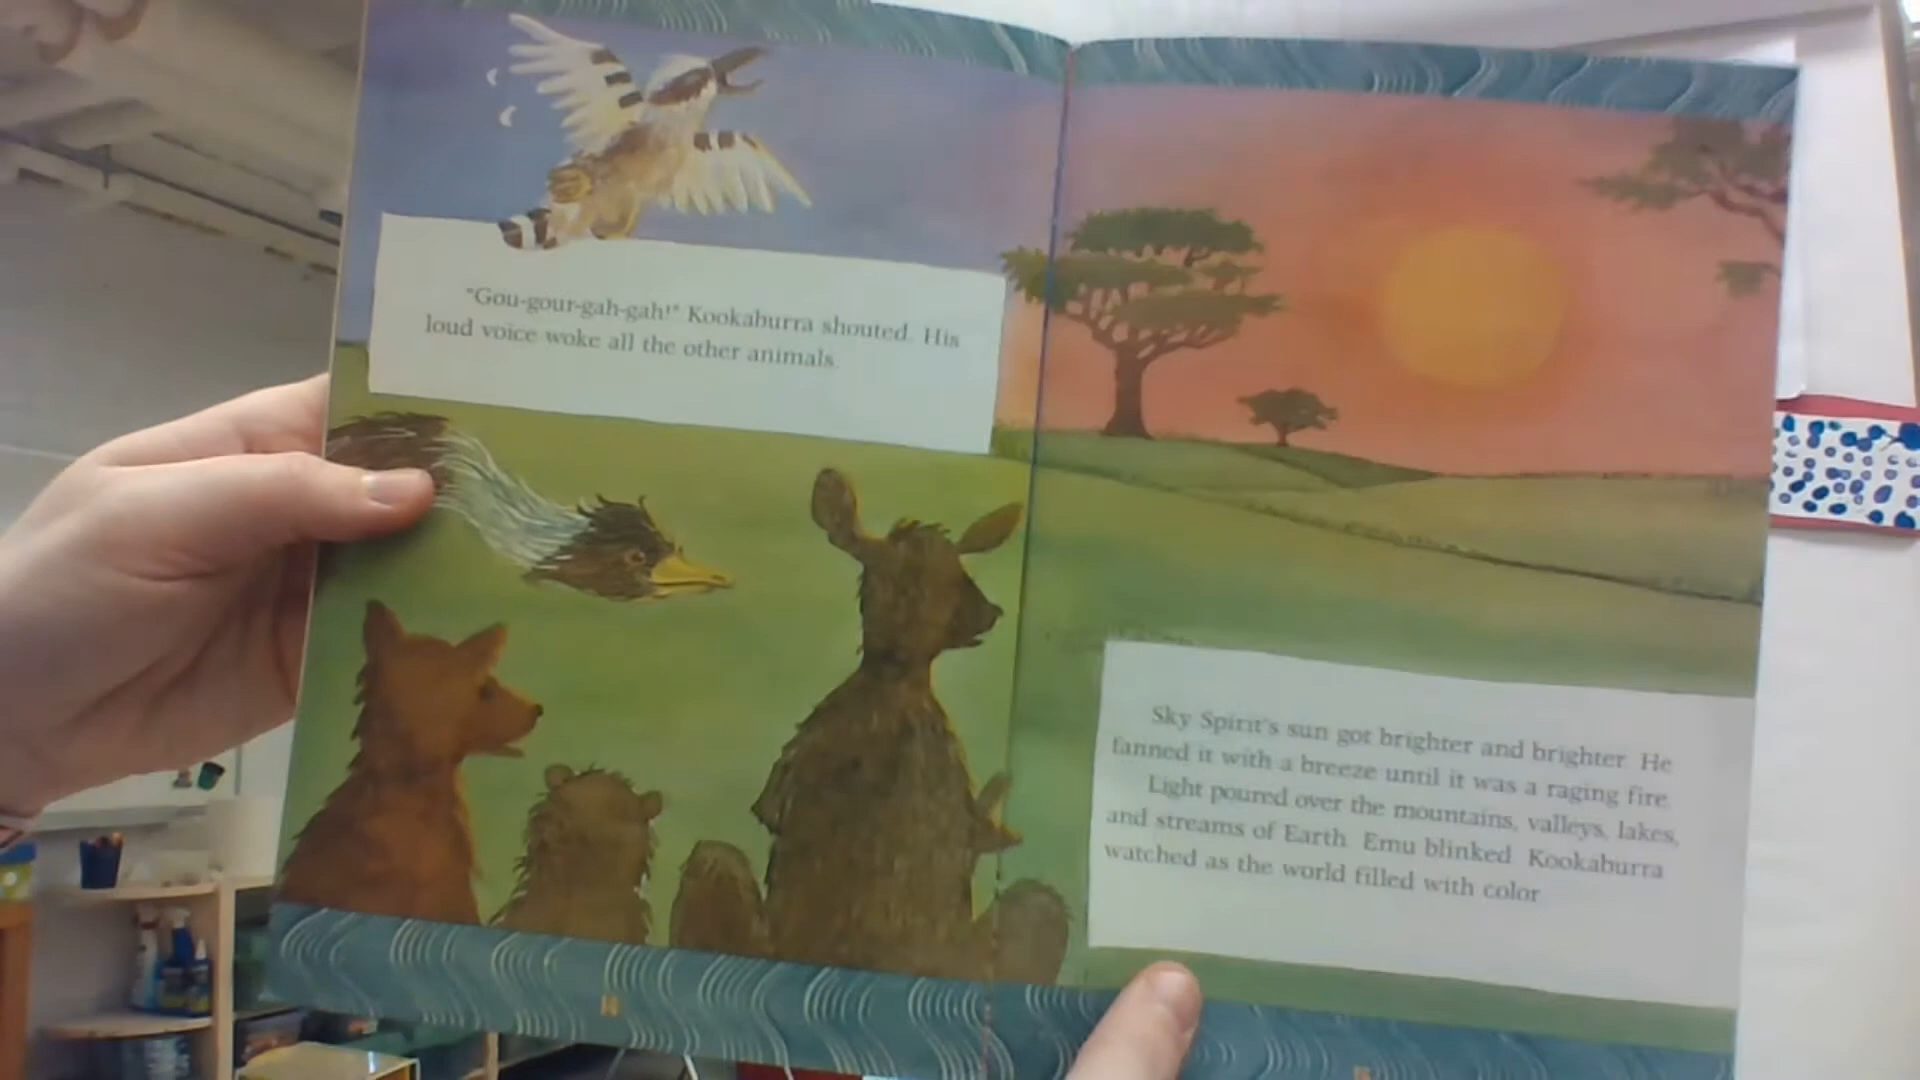 "Gou-gour-gah-gah!" Kookaburra shouted. His
loud voice woke all the other animals.
Sky Spirit's sun got brighter and brighter. He
fanned it with a breeze until it was a raging fire.
Light poured over the mountains, valleys, lakes,
and streams of Earth. Emu blinked. Kookaburra
watched as the world filled with color.